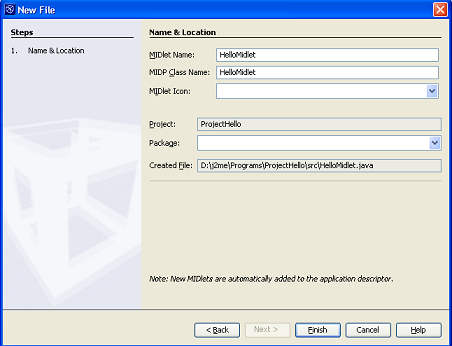 New File
Steps
1. Name & Location
Name & Location
MIDlet Name: HelloMidlet
MIDP Class Name: HelloMidlet
MIDlet Icon:
Project: ProjectHello
Package:
Created File: D:\j2me\Programs\ProjectHello\src\HelloMidlet.java
Note: New MIDlets are automatically added to the application descriptor.
< Back Next > Finish Cancel Help